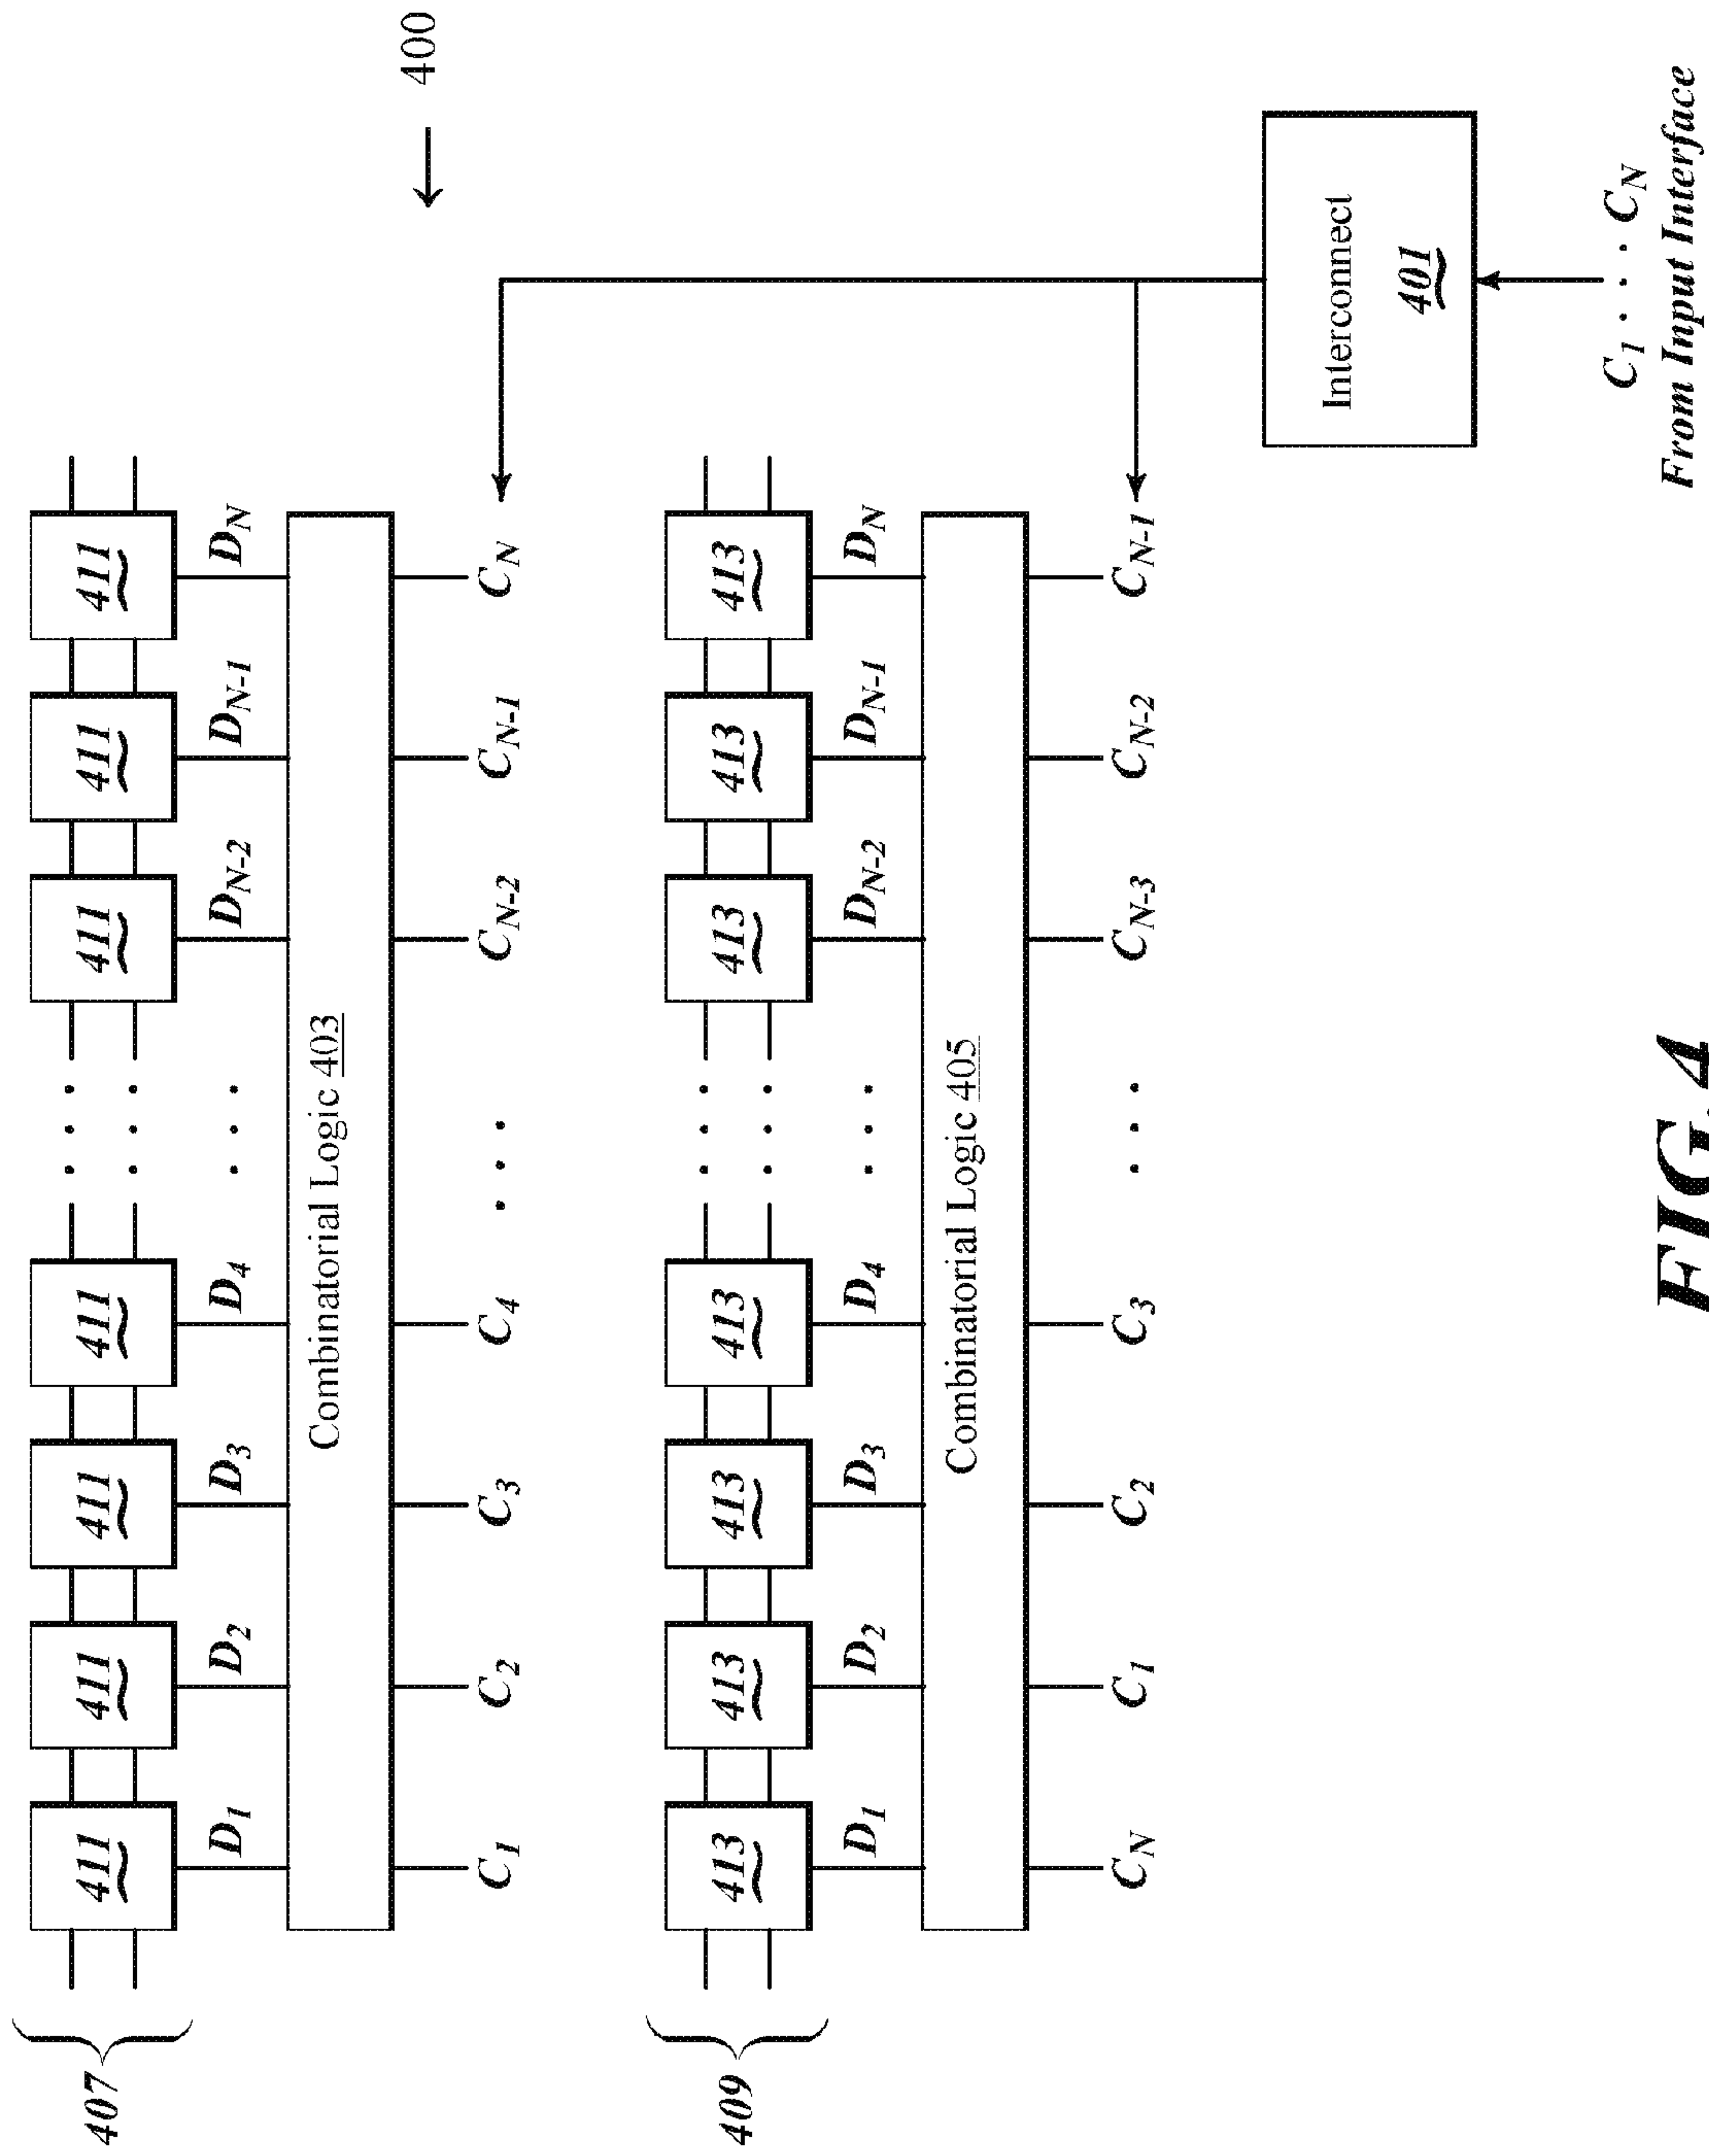 400
407
411 411 411 411 . . . 411 411 411
. . .
D1 D2 D3 D4 . . . DN-2 DN-1 DN
Combinatorial Logic 403
C1 C2 C3 C4 . . . CN-2 CN-1 CN
409
413 413 413 413 . . . 413 413 413
. . .
D1 D2 D3 D4 . . . DN-2 DN-1 DN
Combinatorial Logic 405
CN C1 C2 C3 . . . CN-3 CN-2 CN-1
Interconnect
401
C1 . . . CN
From Input Interface
FIG.4